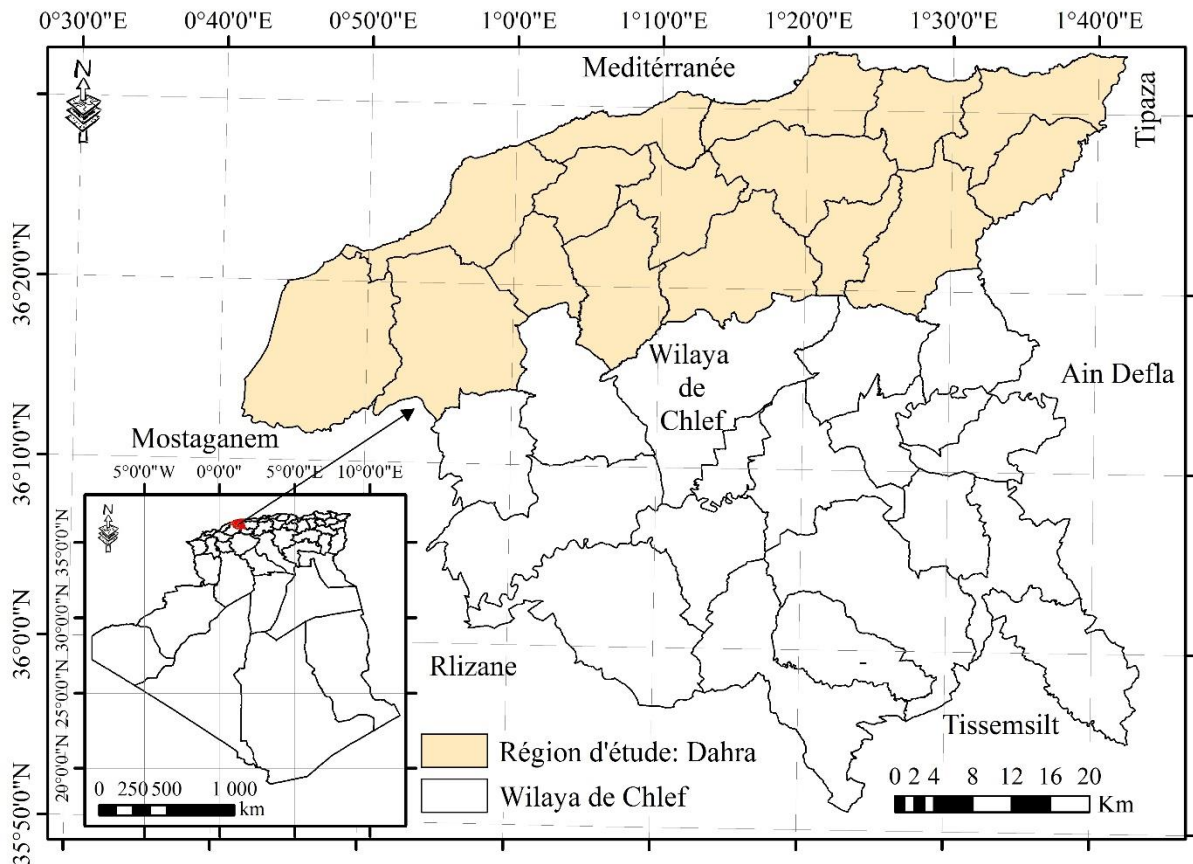 0°30'0"E 0°40'0"E 0°50'0"E 1°0'0"E 1°10'0"E 1°20'0"E 1°30'0"E 1°40'0"E
N
Meditérranée
Tipaza
36°20'0"N
36°20'0"N
Wilaya
de
Chlef
Ain Defla
Mostaganem
36°10'0"N
5°0'0"W 0°0'0" 5°0'0"E 10°0'0"E
N
35°0'0"N
30°0'0"N
25°0'0"N
20°0'0"N
0 250 500 1 000
km
36°0'0"N
Rlizane
Tissemsilt
Région d'étude: Dahra
Wilaya de Chlef
0 2 4 8 12 16 20
Km
35°50'0"N